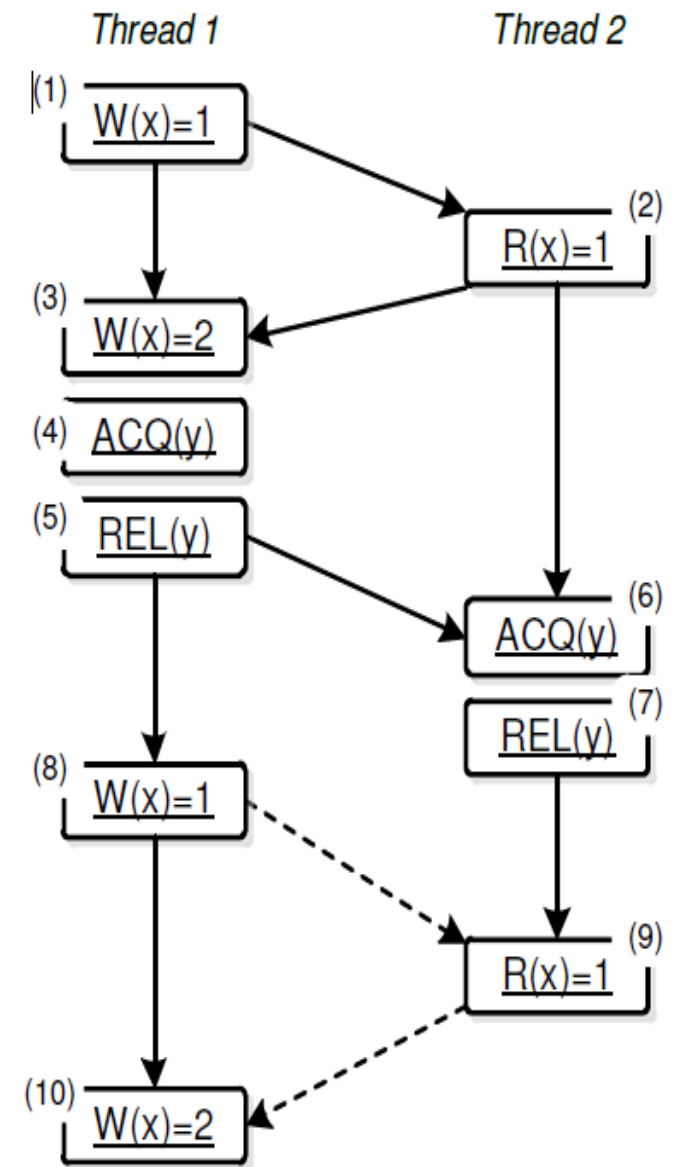 Thread 1 Thread 2
(1) W(x)=1
(2)
R(x)=1
(3)
W(x)=2
(4) ACQ(y)
(5) REL(y)
(6)
ACQ(y)
(7)
REL(y)
(8)
W(x)=1
(9)
R(x)=1
(10)
W(x)=2